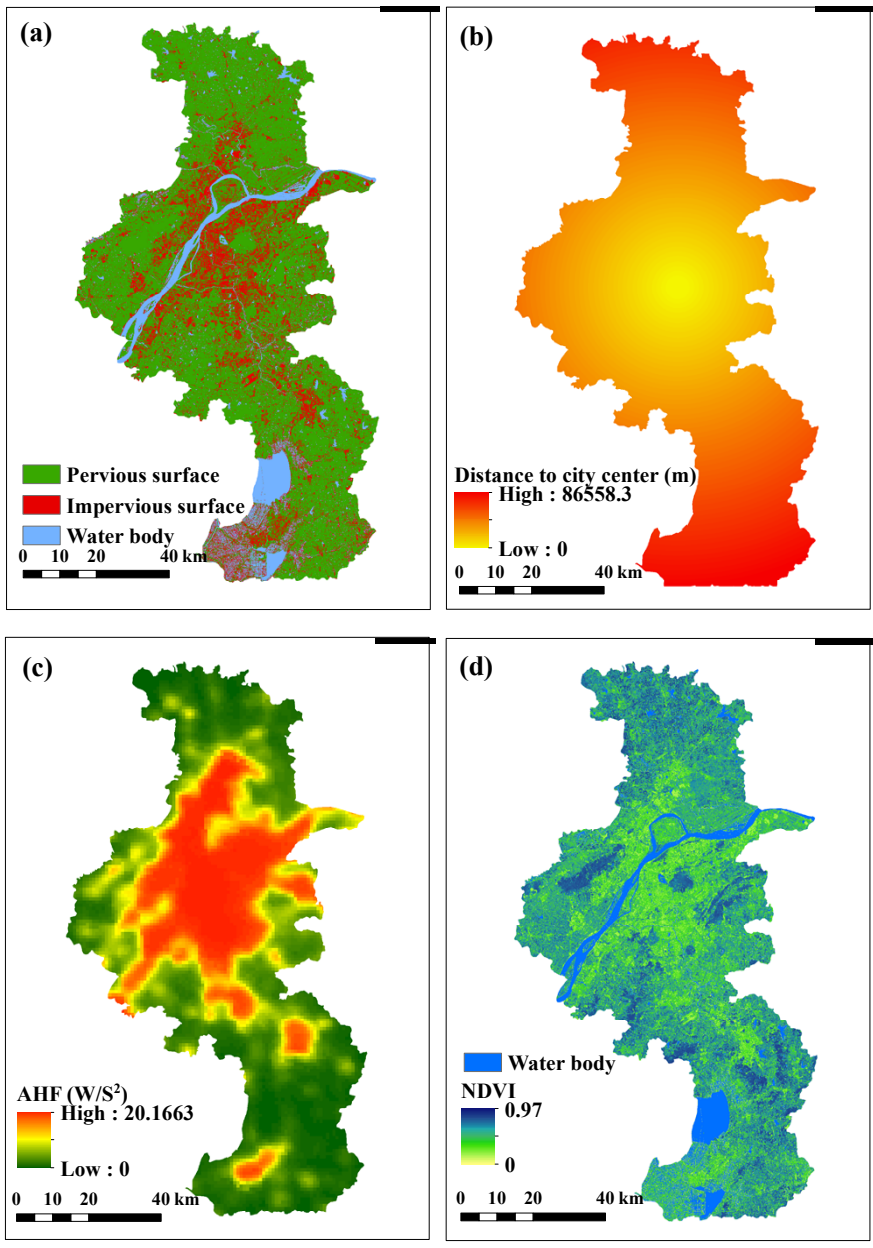 (a)
Pervious surface
Impervious surface
Water body
0 10 20 40 km
(b)
Distance to city center (m)
High : 86558.3
Low : 0
0 10 20 40 km
(c)
AHF (W/S²)
High : 20.1663
Low : 0
0 10 20 40 km
(d)
Water body
NDVI
0.97
0
0 10 20 40 km